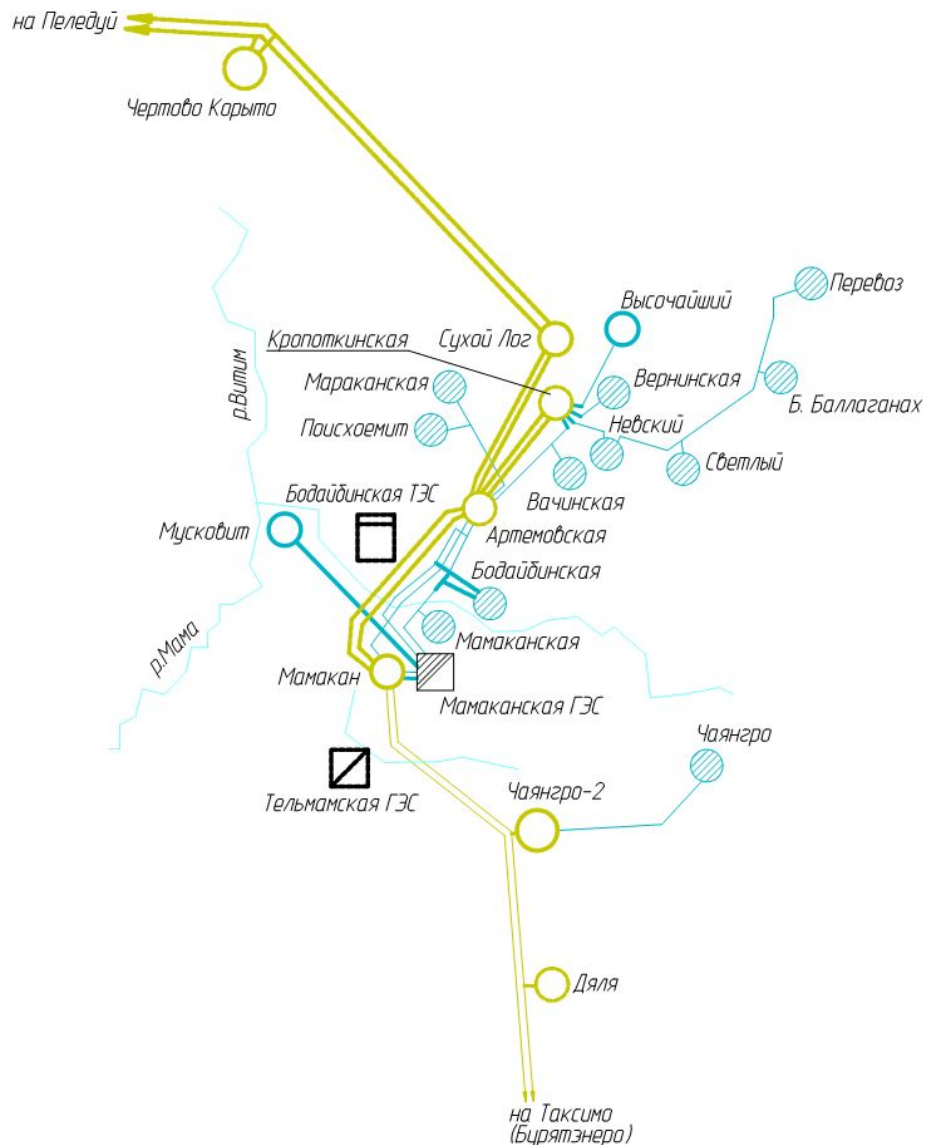 на Пеледуй
Чертово Корыто
Перевоз
Высочайший
Кропоткинская
Сухой Лог
р.Витим
Мараканская
Вернинская
Б. Баллаганах
Поисхоемит
Невский
Светлый
Вачинская
Бодайбинская ТЭС
Мусковит
Артемовская
Бодайбинская
р.Мама
Мамаканская
Мамакан
Мамаканская ГЭС
Чаянгро
Тельмамская ГЭС
Чаянгро-2
Дяля
на Таксимо
(Бурятэнеро)